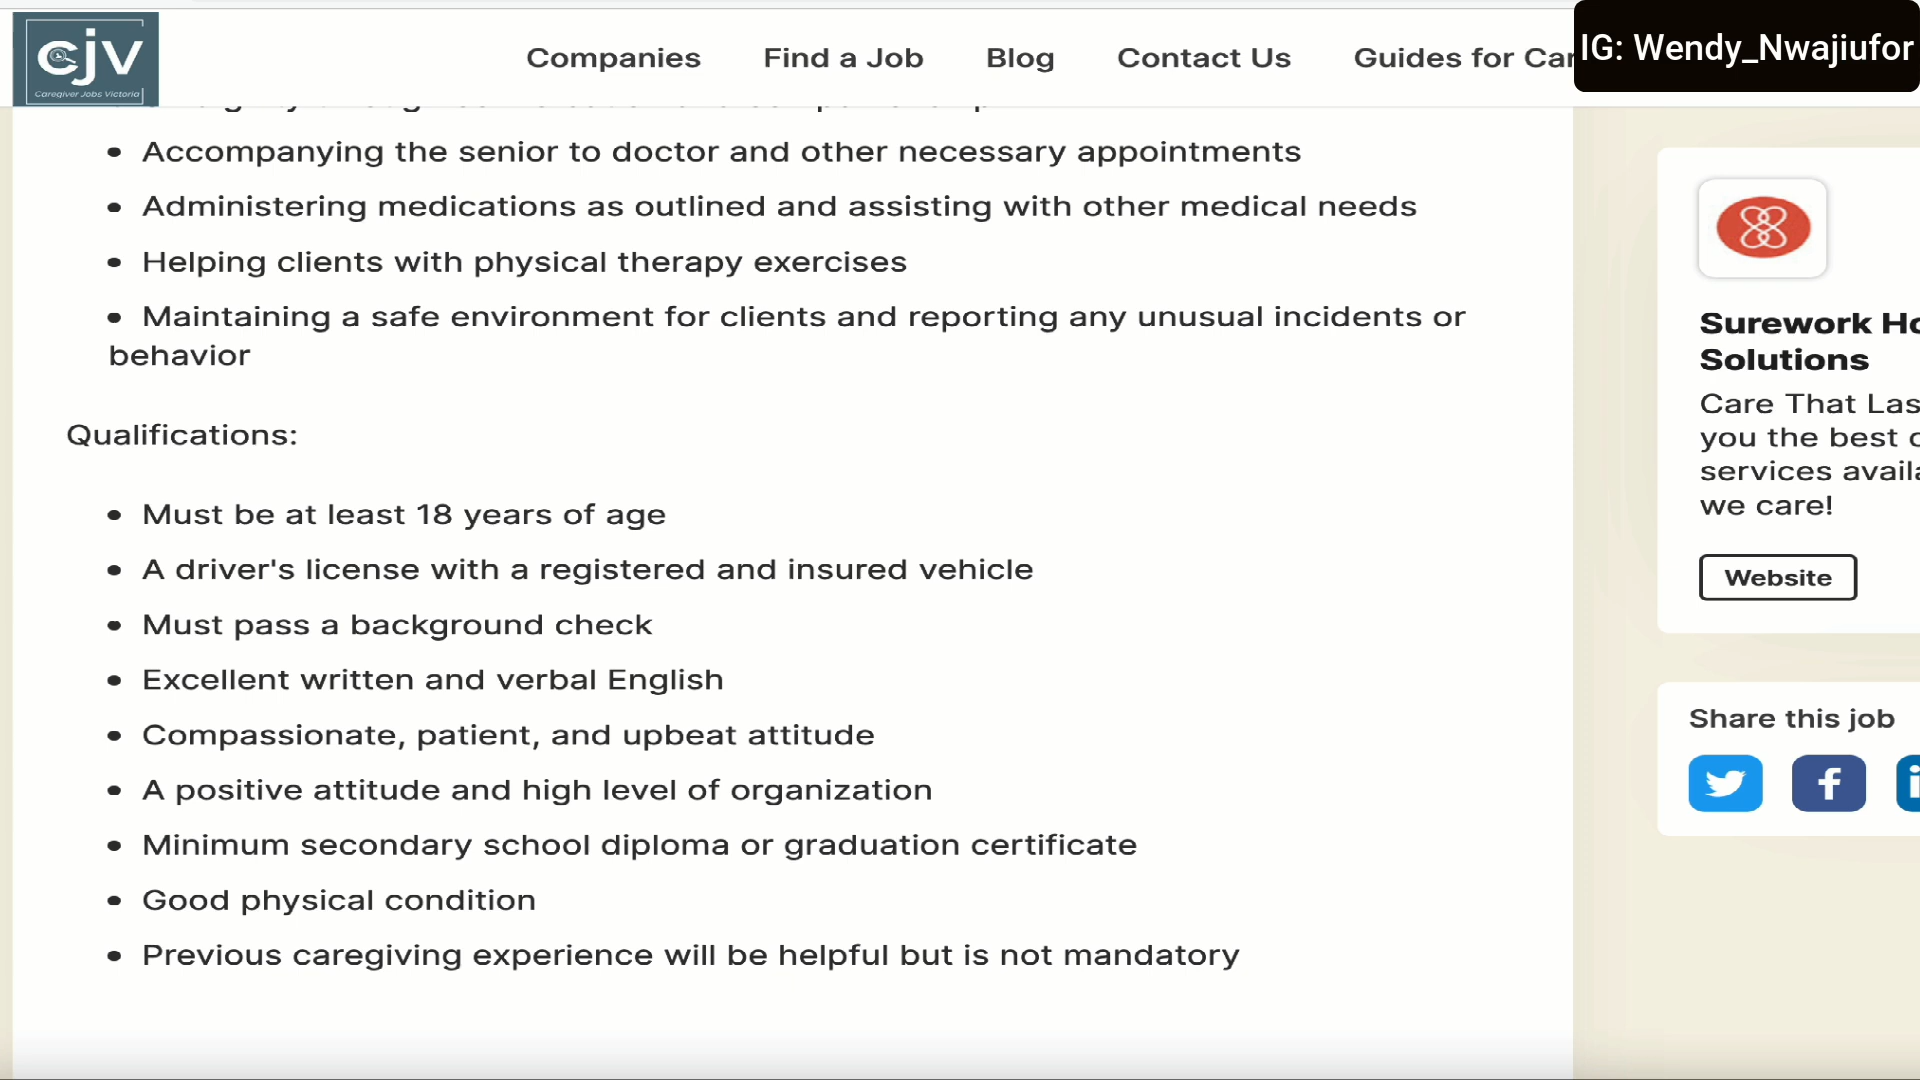 cjv
Caregiver Jobs Victoria
Companies
Find a Job
Blog
Contact Us
Guides for Car
IG: Wendy_Nwajiufor
• Accompanying the senior to doctor and other necessary appointments
• Administering medications as outlined and assisting with other medical needs
• Helping clients with physical therapy exercises
• Maintaining a safe environment for clients and reporting any unusual incidents or
behavior
Qualifications:
• Must be at least 18 years of age
• A driver's license with a registered and insured vehicle
• Must pass a background check
• Excellent written and verbal English
• Compassionate, patient, and upbeat attitude
• A positive attitude and high level of organization
• Minimum secondary school diploma or graduation certificate
• Good physical condition
• Previous caregiving experience will be helpful but is not mandatory
Surework Ho
Solutions
Care That Las
you the best
services avail
we care!
Website
Share this job